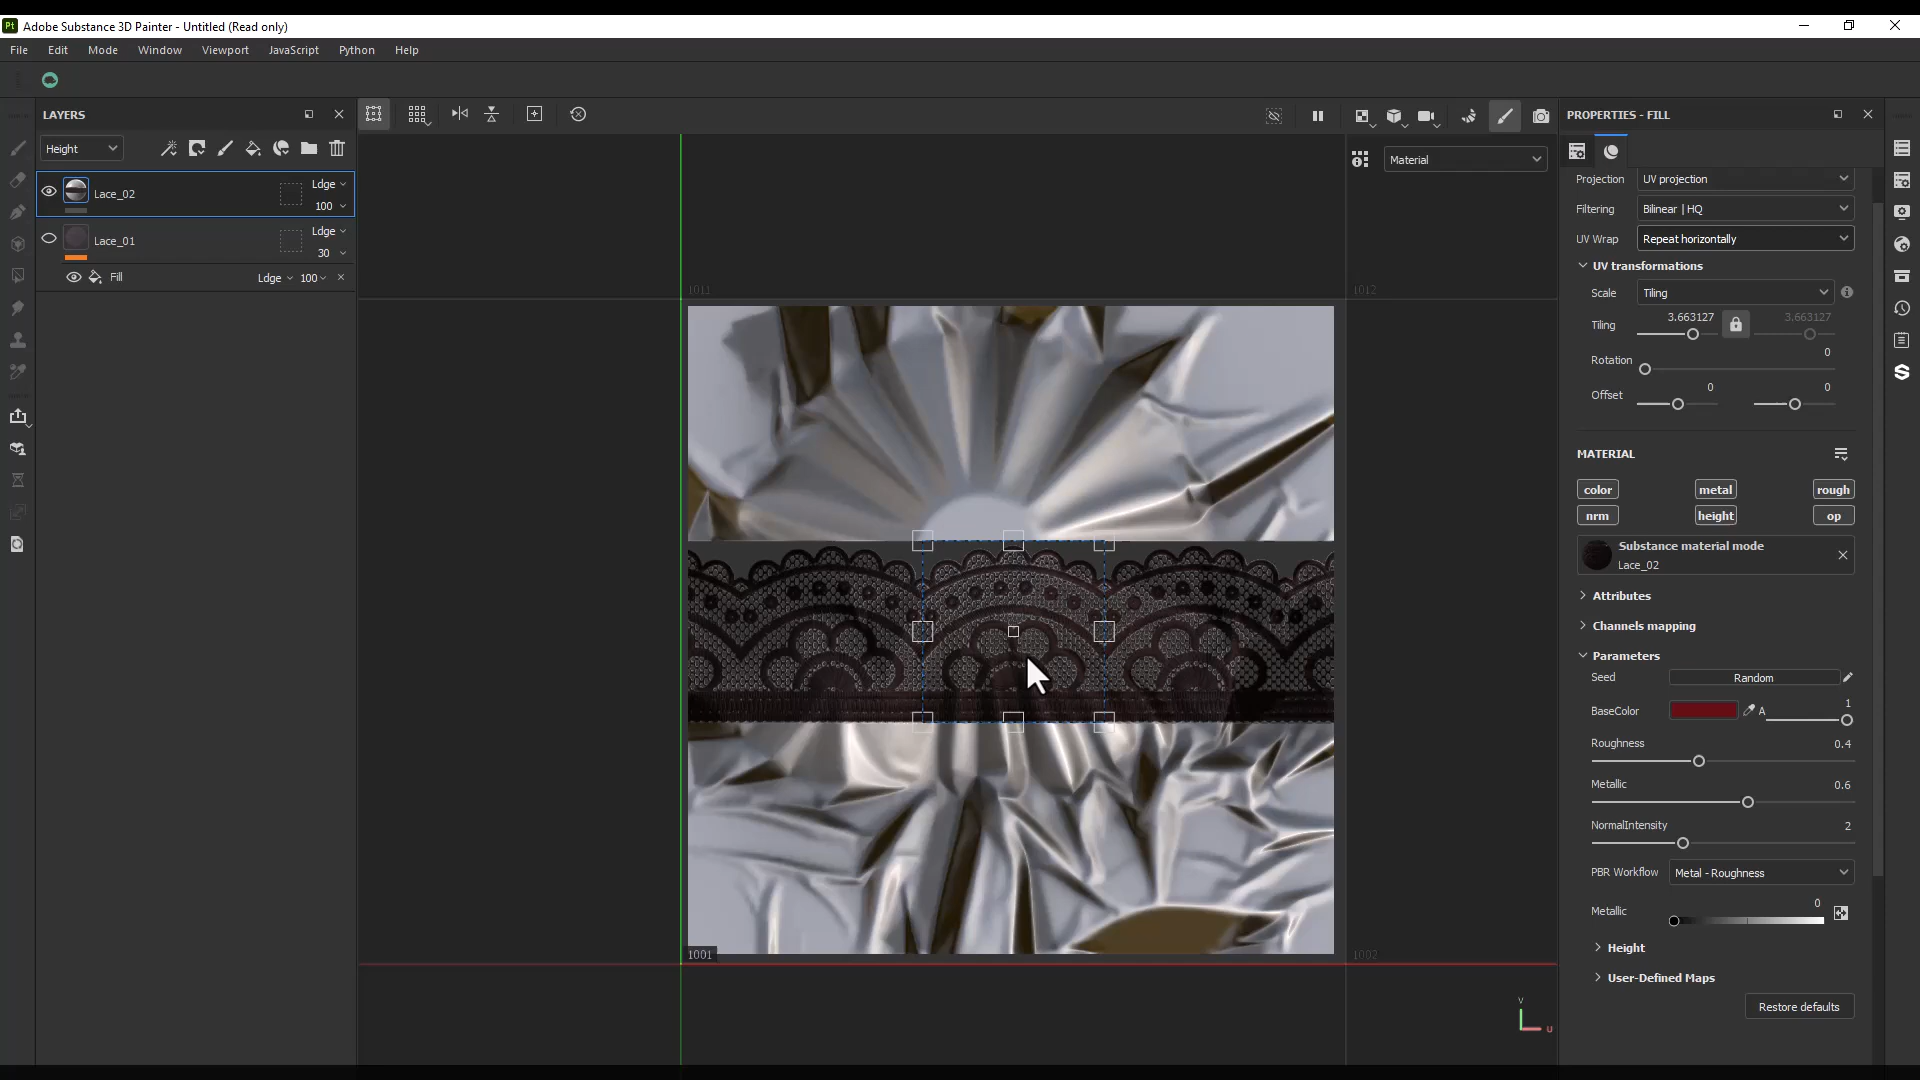 Pt Adobe Substance 3D Painter - Untitled (Read only)
File Edit Mode Window Viewport JavaScript Python Help
LAYERS
Height
Lace_02 Ldge 100
Lace_01 Ldge 30
Fill Ldge 100
Material
1011 1012
1001 1002
V
U
PROPERTIES - FILL
Projection UV projection
Filtering Bilinear | HQ
UV Wrap Repeat horizontally
UV transformations
Scale Tiling
Tiling 3.663127 3.663127
Rotation 0
Offset 0 0
MATERIAL
color metal rough
nrm height op
Substance material mode
Lace_02
Attributes
Channels mapping
Parameters
Seed Random
BaseColor A 1
Roughness 0.4
Metallic 0.6
NormalIntensity 2
PBR Workflow Metal - Roughness
Metallic 0
Height
User-Defined Maps
Restore defaults